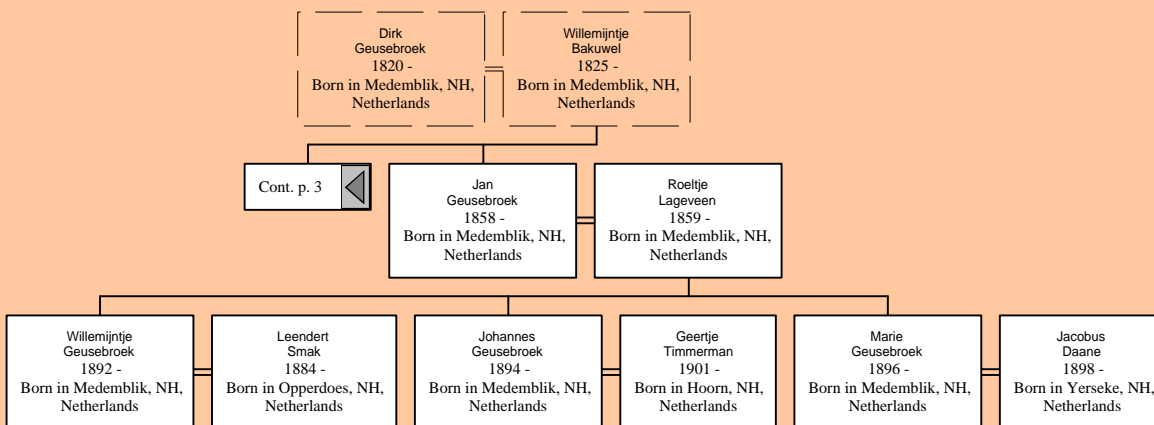 Dirk
Geusebroek
1820 -
Born in Medemblik, NH,
Netherlands
Willemijntje
Bakuwel
1825 -
Born in Medemblik, NH,
Netherlands
Cont. p. 3
Jan
Geusebroek
1858 -
Born in Medemblik, NH,
Netherlands
Roeltje
Lageveen
1859 -
Born in Medemblik, NH,
Netherlands
Willemijntje
Geusebroek
1892 -
Born in Medemblik, NH,
Netherlands
Leendert
Smak
1884 -
Born in Opperdoes, NH,
Netherlands
Johannes
Geusebroek
1894 -
Born in Medemblik, NH,
Netherlands
Geertje
Timmerman
1901 -
Born in Hoorn, NH,
Netherlands
Marie
Geusebroek
1896 -
Born in Medemblik, NH,
Netherlands
Jacobus
Daane
1898 -
Born in Yerseke, NH,
Netherlands